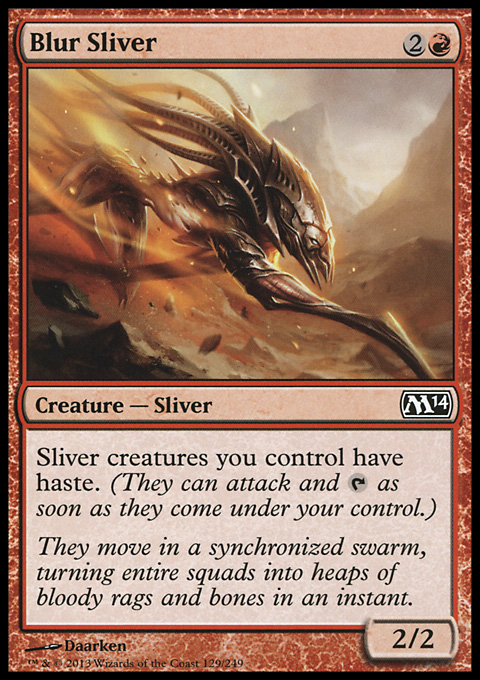 Blur Sliver 2
Creature — Sliver M14
Sliver creatures you control have
haste. (They can attack and as
soon as they come under your control.)
They move in a synchronized swarm,
turning entire squads into heaps of
bloody rags and bones in an instant.
Daarken
2/2
™ & © 2013 Wizards of the Coast 129/249